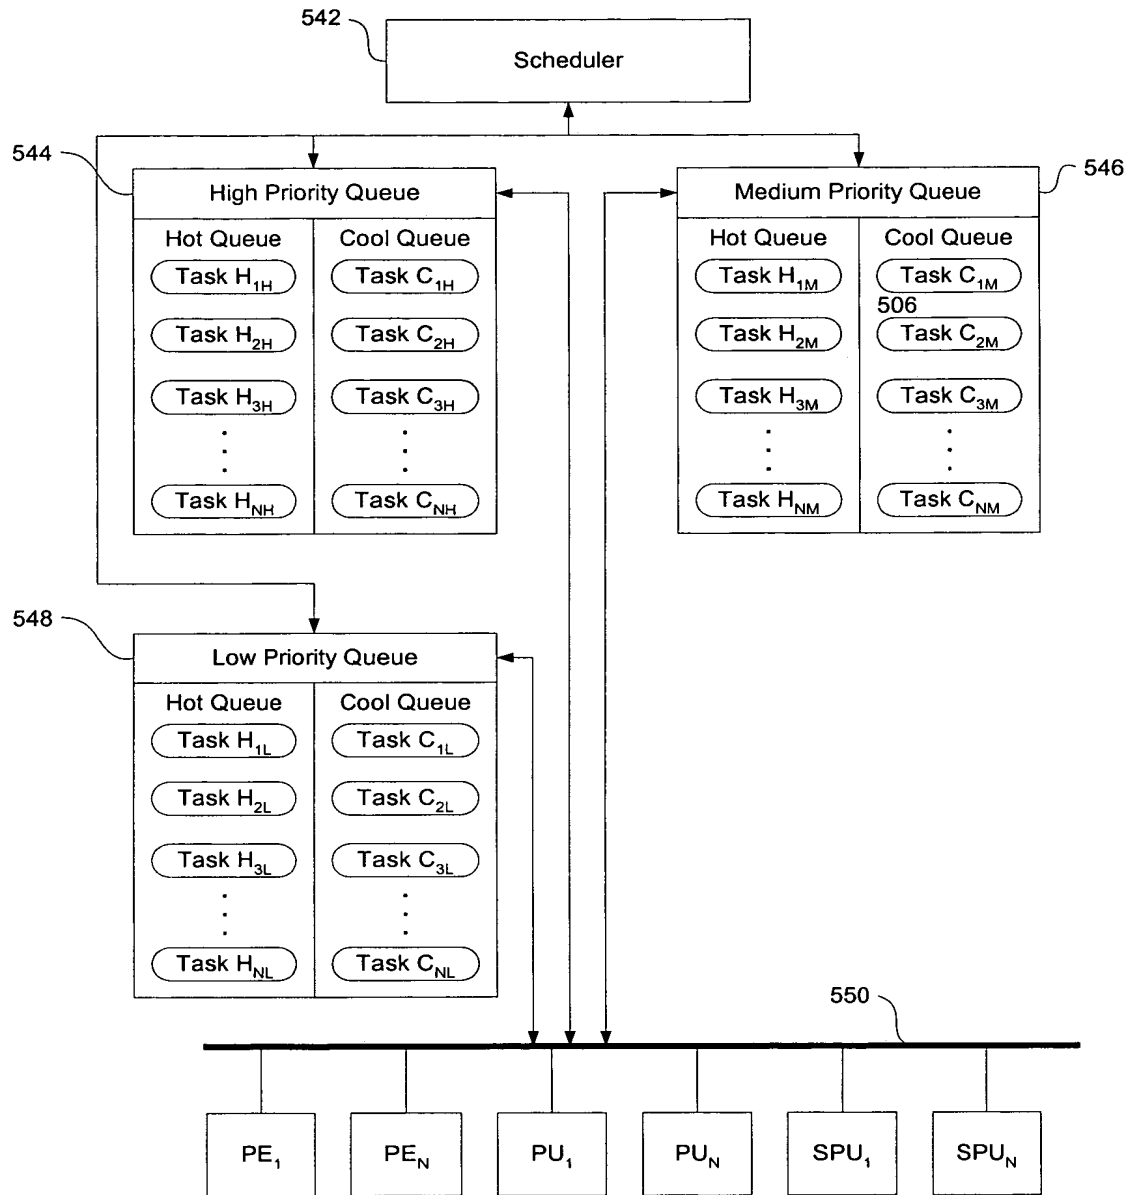 542
Scheduler
544
High Priority Queue
Hot Queue Cool Queue
Task H1H Task C1H
Task H2H Task C2H
Task H3H Task C3H
Task HNH Task CNH
546
Medium Priority Queue
Hot Queue Cool Queue
Task H1M Task C1M
506
Task H2M Task C2M
Task H3M Task C3M
Task HNM Task CNM
548
Low Priority Queue
Hot Queue Cool Queue
Task H1L Task C1L
Task H2L Task C2L
Task H3L Task C3L
Task HNL Task CNL
550
PE1 PEN PU1 PUN SPU1 SPUN